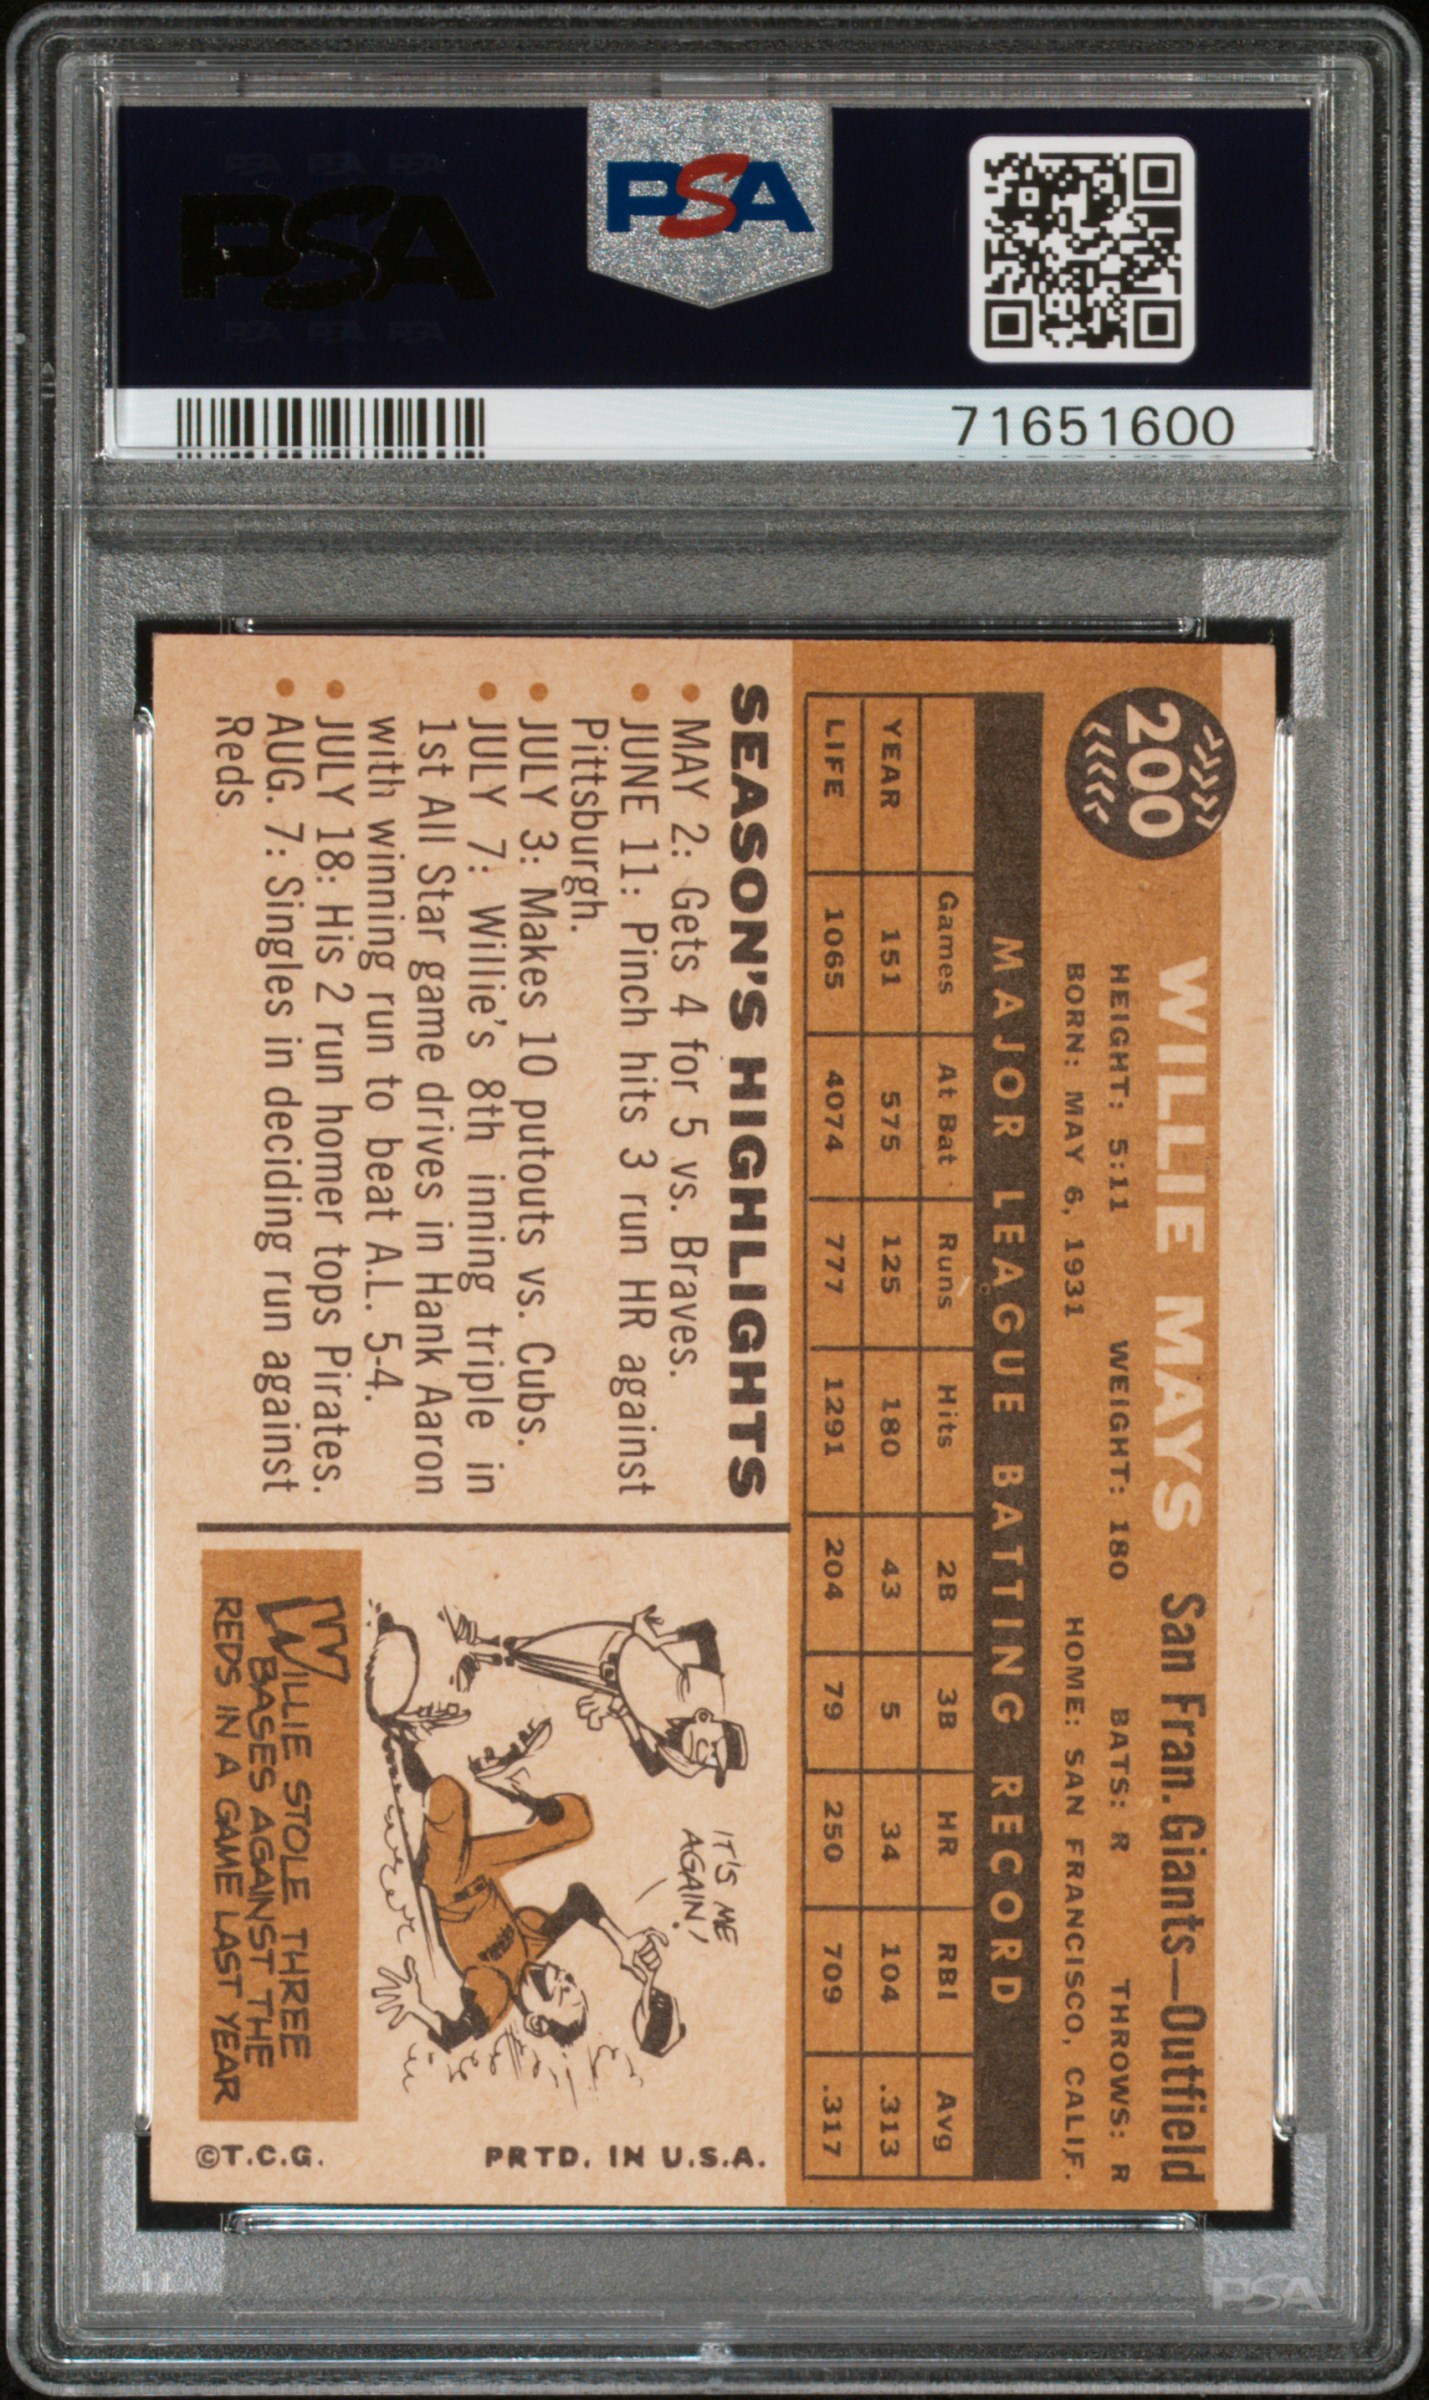 PSA PSA PSA
PSA
PSA PSA PSA
PSA
71651600
200
WILLIE MAYS San Fran. Giants—Outfield
HEIGHT: 5:11 WEIGHT: 180 BATS: R THROWS: R
BORN: MAY 6, 1931 HOME: SAN FRANCISCO, CALIF.
MAJOR LEAGUE BATTING RECORD
Games At Bat Runs Hits 2B 3B HR RBI Avg
YEAR 151 575 125 180 43 5 34 104 .313
LIFE 1065 4074 777 1291 204 79 250 709 .317
SEASON'S HIGHLIGHTS
• MAY 2: Gets 4 for 5 vs. Braves.
• JUNE 11: Pinch hits 3 run HR against
Pittsburgh.
• JULY 3: Makes 10 putouts vs. Cubs.
• JULY 7: Willie's 8th inning triple in
1st All Star game drives in Hank Aaron
with winning run to beat A.L. 5-4.
• JULY 18: His 2 run homer tops Pirates.
• AUG. 7: Singles in deciding run against
Reds
IT'S ME
AGAIN!
WILLIE STOLE THREE
BASES AGAINST THE
REDS IN A GAME LAST YEAR
PRTD. IN U.S.A.
©T.C.G.
PSA